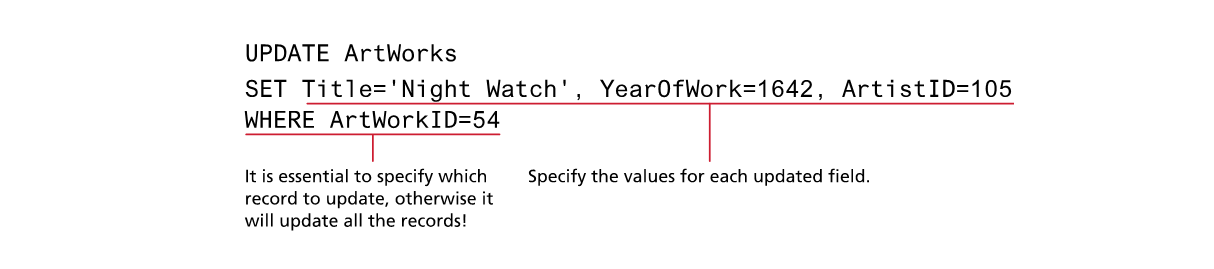 UPDATE ArtWorks
SET Title='Night Watch', YearOfWork=1642, ArtistID=105
WHERE ArtWorkID=54
It is essential to specify which
record to update, otherwise it
will update all the records!
Specify the values for each updated field.